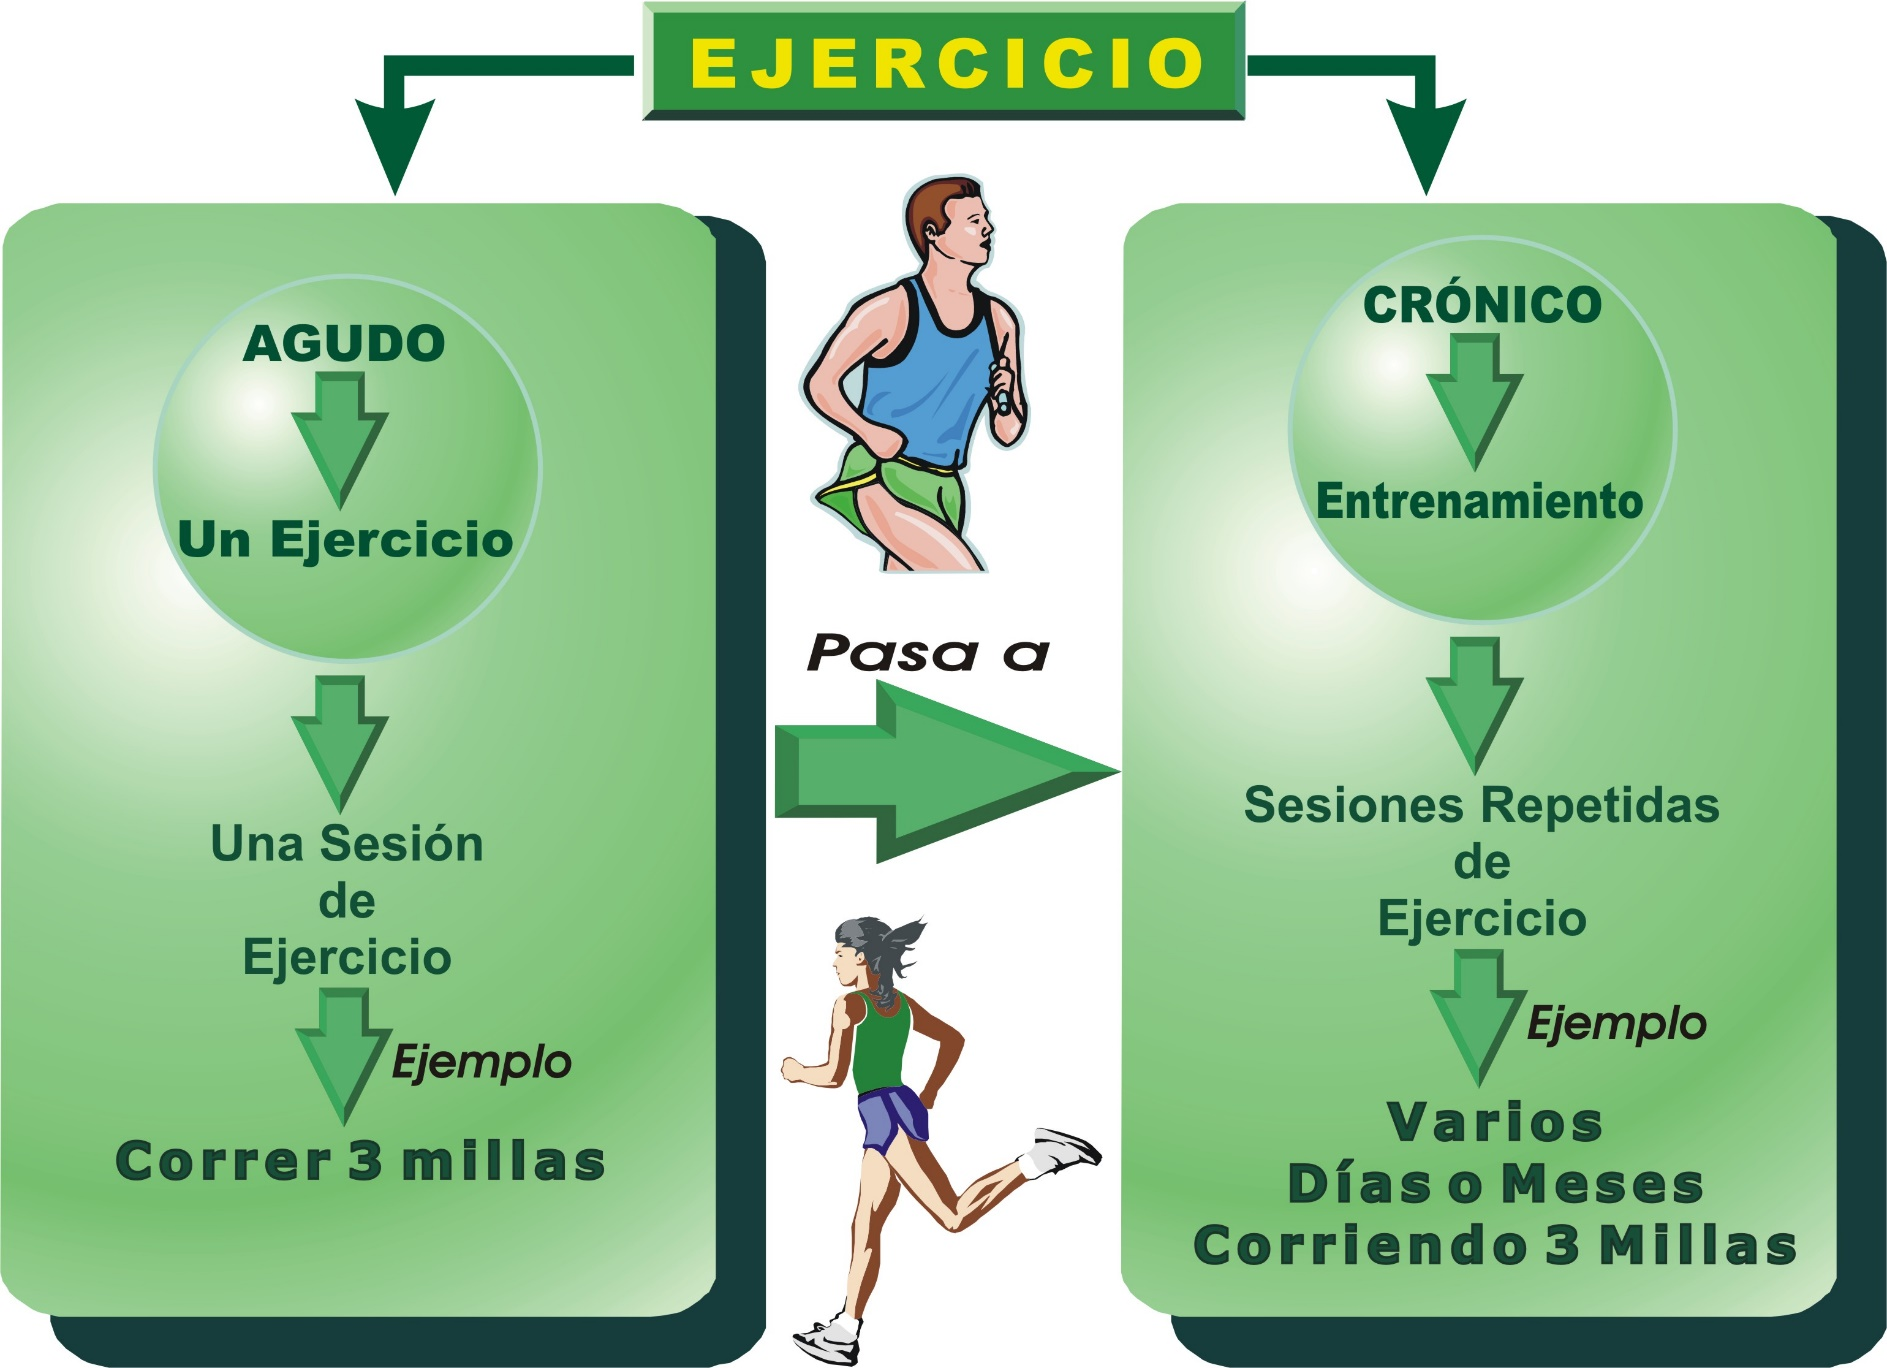 EJERCICIO
AGUDO
Un Ejercicio
Una Sesión
de
Ejercicio
Ejemplo
Correr 3 millas
Pasa a
CRÓNICO
Entrenamiento
Sesiones Repetidas
de
Ejercicio
Ejemplo
Varios
Días o Meses
Corriendo 3 Millas